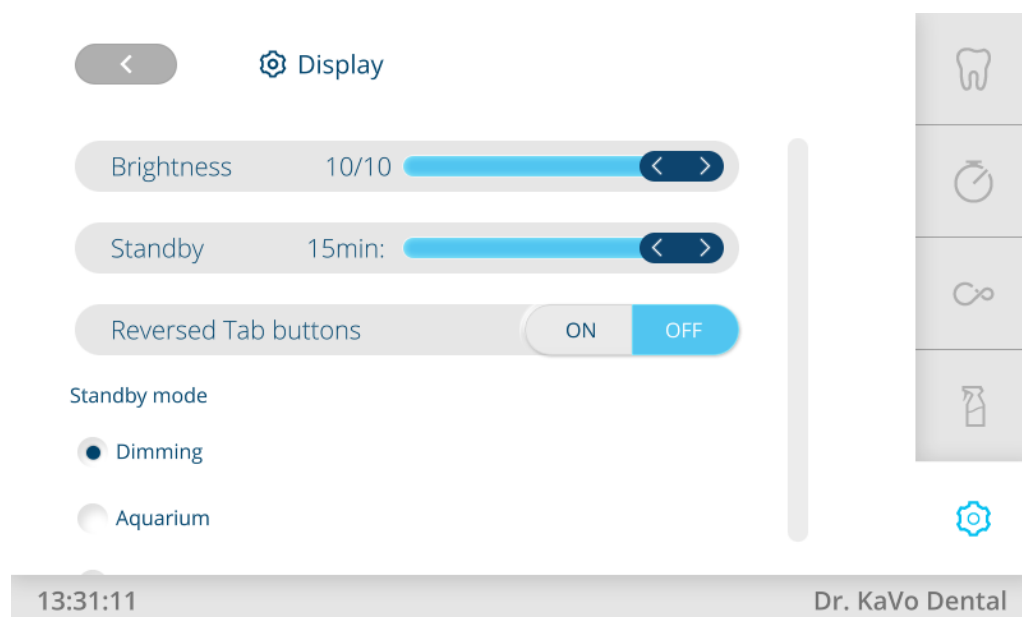 Display
Brightness 10/10
Standby 15min:
Reversed Tab buttons ON OFF
Standby mode
Dimming
Aquarium
13:31:11 Dr. KaVo Dental